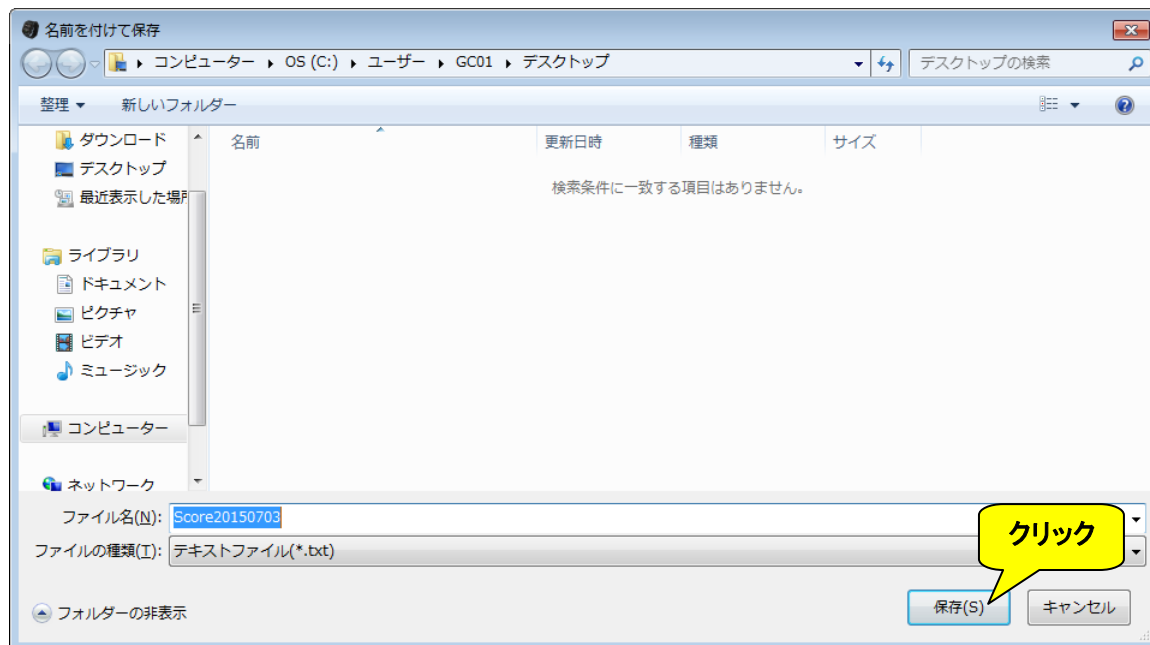 名前を付けて保存
コンピューター ▸ OS (C:) ▸ ユーザー ▸ GC01 ▸ デスクトップ
デスクトップの検索
整理 新しいフォルダー
名前 更新日時 種類 サイズ
検索条件に一致する項目はありません。
ダウンロード
デスクトップ
最近表示した場所
ライブラリ
ドキュメント
ピクチャ
ビデオ
ミュージック
コンピューター
ネットワーク
ファイル名(N): Score20150703
ファイルの種類(T): テキストファイル(*.txt)
クリック
フォルダーの非表示
保存(S) キャンセル